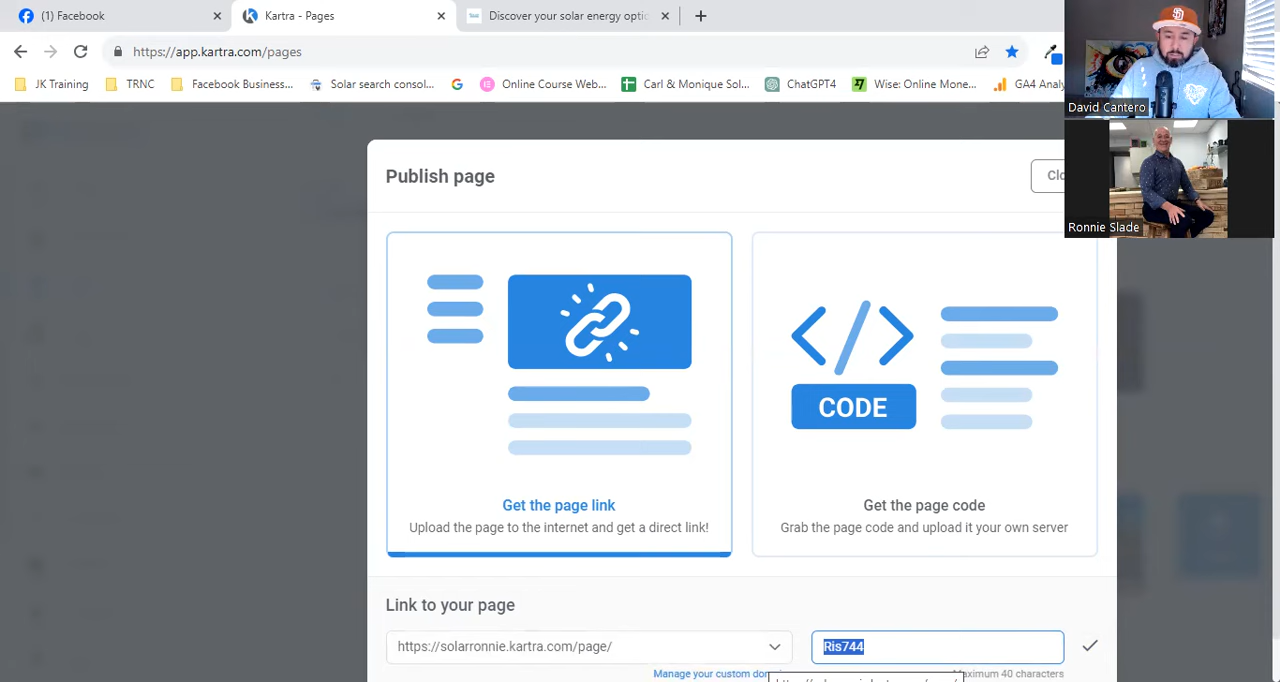 (1) Facebook
Kartra - Pages
Discover your solar energy optio
https://app.kartra.com/pages
JK Training
TRNC
Facebook Business...
Solar search consol...
Online Course Web...
Carl & Monique Sol...
ChatGPT4
Wise: Online Mone...
GA4 Analy
David Cantero
Ronnie Slade
Publish page
Clo
CODE
Get the page link
Upload the page to the internet and get a direct link!
Get the page code
Grab the page code and upload it your own server
Link to your page
https://solarronnie.kartra.com/page/
Ris744
Manage your custom dom
Maximum 40 characters